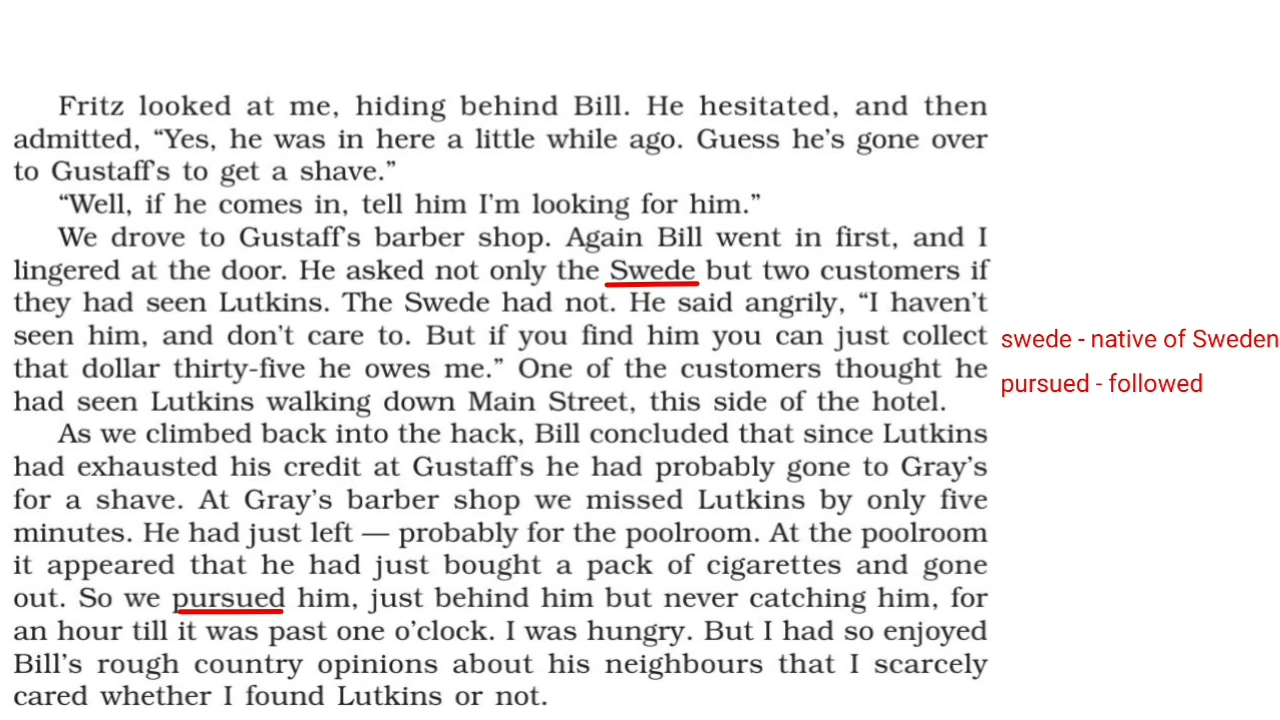 Fritz looked at me, hiding behind Bill. He hesitated, and then
admitted, “Yes, he was in here a little while ago. Guess he’s gone over
to Gustaff’s to get a shave.”
“Well, if he comes in, tell him I’m looking for him.”
We drove to Gustaff’s barber shop. Again Bill went in first, and I
lingered at the door. He asked not only the Swede but two customers if
they had seen Lutkins. The Swede had not. He said angrily, “I haven’t
seen him, and don’t care to. But if you find him you can just collect
that dollar thirty-five he owes me.” One of the customers thought he
had seen Lutkins walking down Main Street, this side of the hotel.
As we climbed back into the hack, Bill concluded that since Lutkins
had exhausted his credit at Gustaff’s he had probably gone to Gray’s
for a shave. At Gray’s barber shop we missed Lutkins by only five
minutes. He had just left — probably for the poolroom. At the poolroom
it appeared that he had just bought a pack of cigarettes and gone
out. So we pursued him, just behind him but never catching him, for
an hour till it was past one o’clock. I was hungry. But I had so enjoyed
Bill’s rough country opinions about his neighbours that I scarcely
cared whether I found Lutkins or not.
swede - native of Sweden
pursued - followed